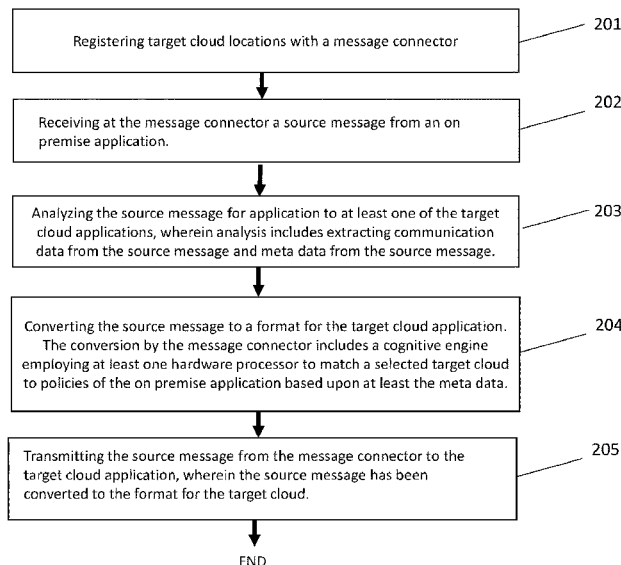 Registering target cloud locations with a message connector
201
Receiving at the message connector a source message from an on
premise application.
202
Analyzing the source message for application to at least one of the target
cloud applications, wherein analysis includes extracting communication
data from the source message and meta data from the source message.
203
Converting the source message to a format for the target cloud application.
The conversion by the message connector includes a cognitive engine
employing at least one hardware processor to match a selected target cloud
to policies of the on premise application based upon at least the meta data.
204
Transmitting the source message from the message connector to the
target cloud application, wherein the source message has been
converted to the format for the target cloud.
205
END